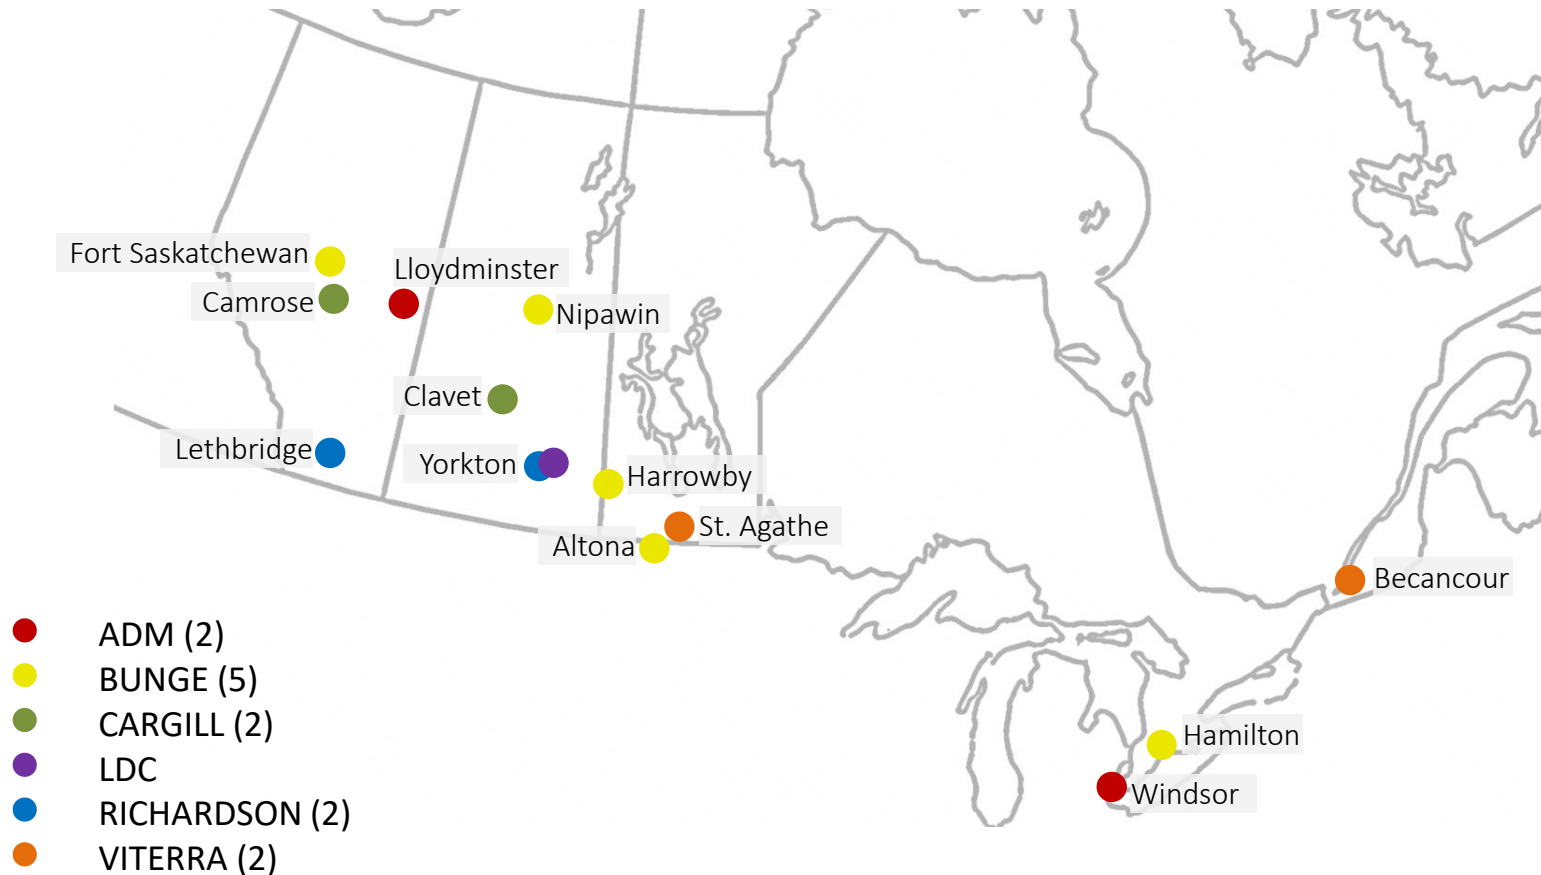 Fort Saskatchewan
Lloydminster
Camrose
Nipawin
Clavet
Lethbridge
Yorkton
Harrowby
St. Agathe
Altona
Becancour
ADM (2)
BUNGE (5)
CARGILL (2)
LDC
RICHARDSON (2)
VITERRA (2)
Hamilton
Windsor